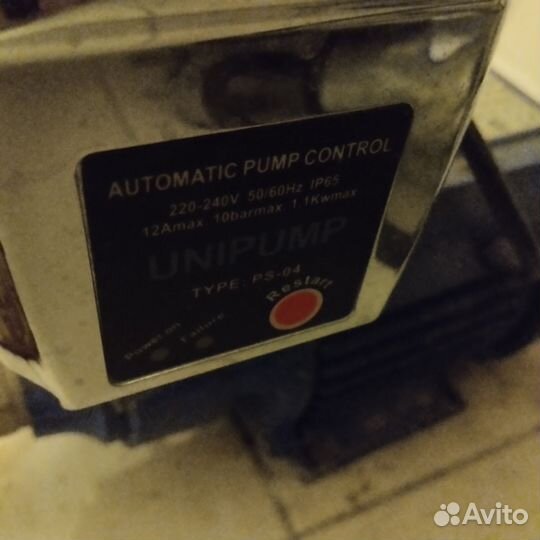 AUTOMATIC PUMP CONTROL
220-240V 50/60Hz IP65
12Amax 10barmax 1.1Kwmax
UNIPUMP
TYPE: PS-04
Power on Failure Restart
Avito